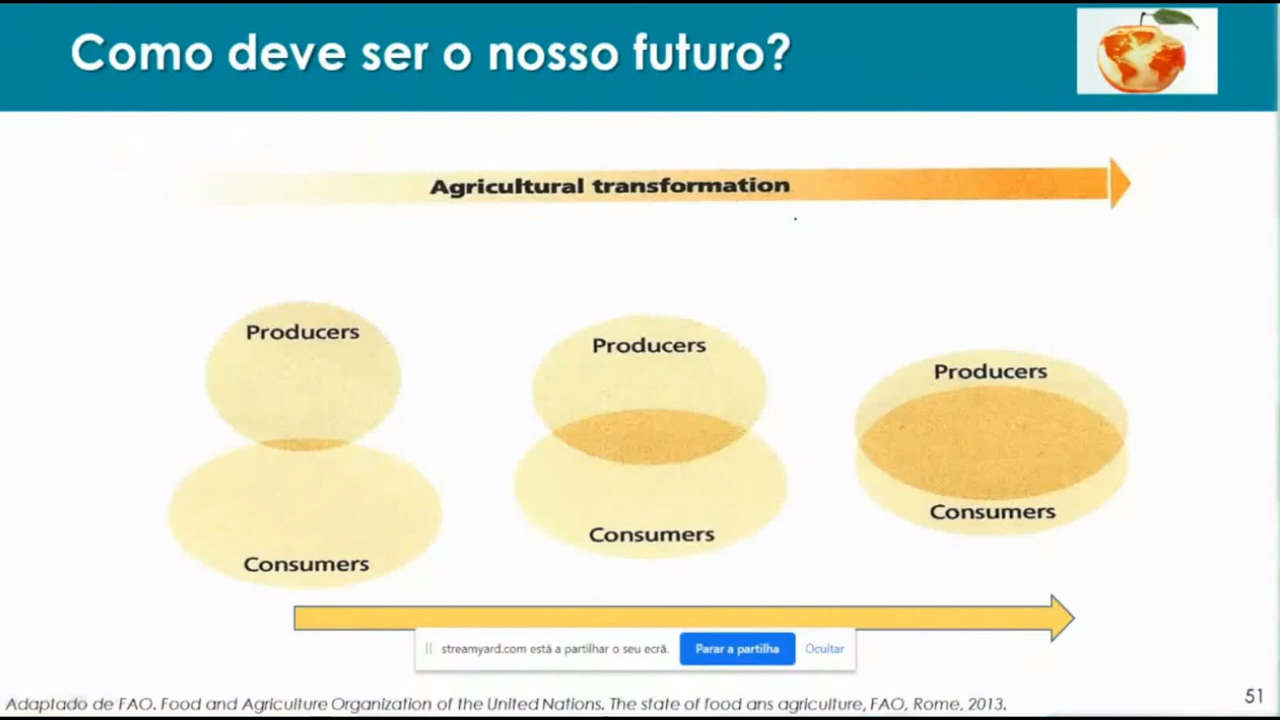 Como deve ser o nosso futuro?
Agricultural transformation
Producers
Consumers
Producers
Consumers
Producers
Consumers
streamyard.com está a partilhar o seu ecrã.
Parar a partilha
Ocultar
Adaptado de FAO. Food and Agriculture Organization of the United Nations. The state of food ans agriculture, FAO, Rome, 2013.
51